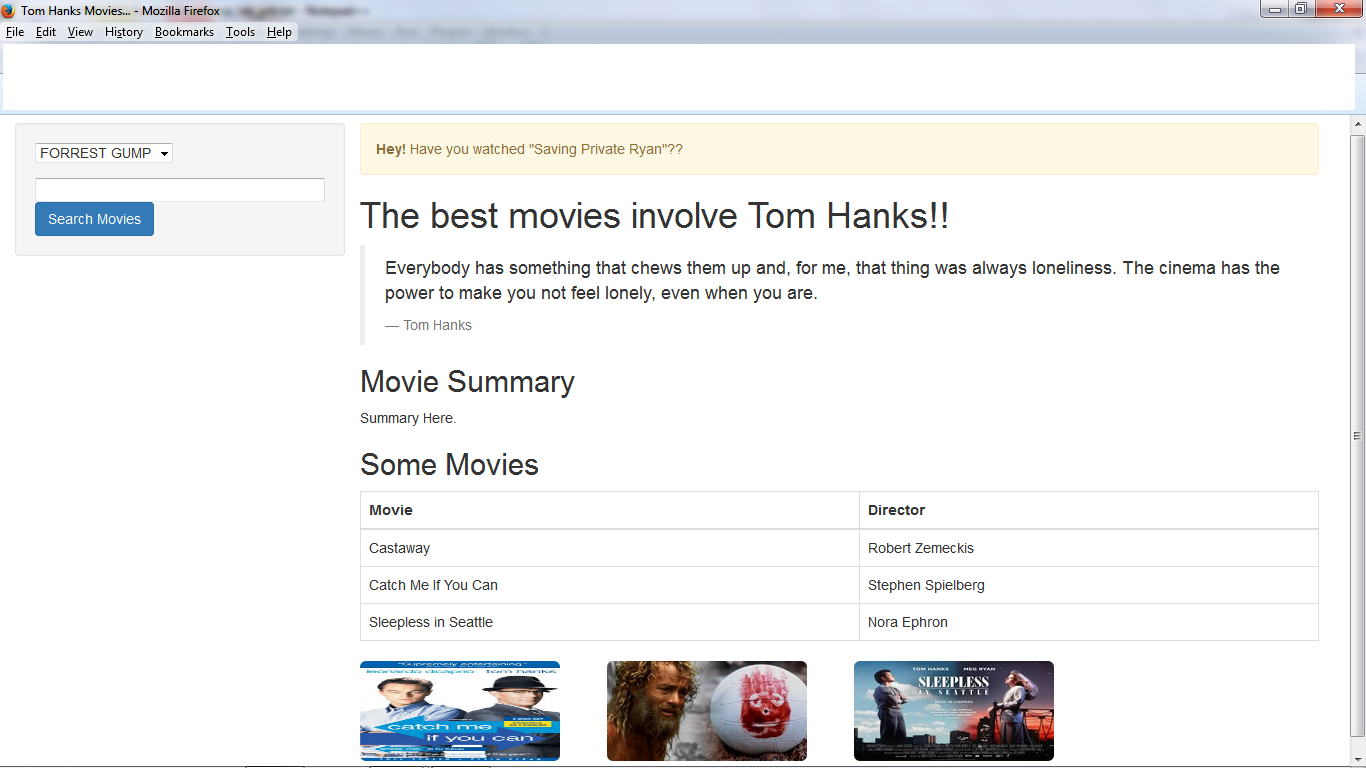 Tom Hanks Movies... - Mozilla Firefox
File Edit View History Bookmarks Tools Help
FORREST GUMP
Search Movies
Hey! Have you watched "Saving Private Ryan"??
The best movies involve Tom Hanks!!
Everybody has something that chews them up and, for me, that thing was always loneliness. The cinema has the
power to make you not feel lonely, even when you are.
— Tom Hanks
Movie Summary
Summary Here.
Some Movies
Movie Director
Castaway Robert Zemeckis
Catch Me If You Can Stephen Spielberg
Sleepless in Seattle Nora Ephron
"Supremely entertaining."
leonardo dicaprio tom hanks
catch me
if you can
TOM HANKS MEG RYAN
SLEEPLESS
IN SEATTLE